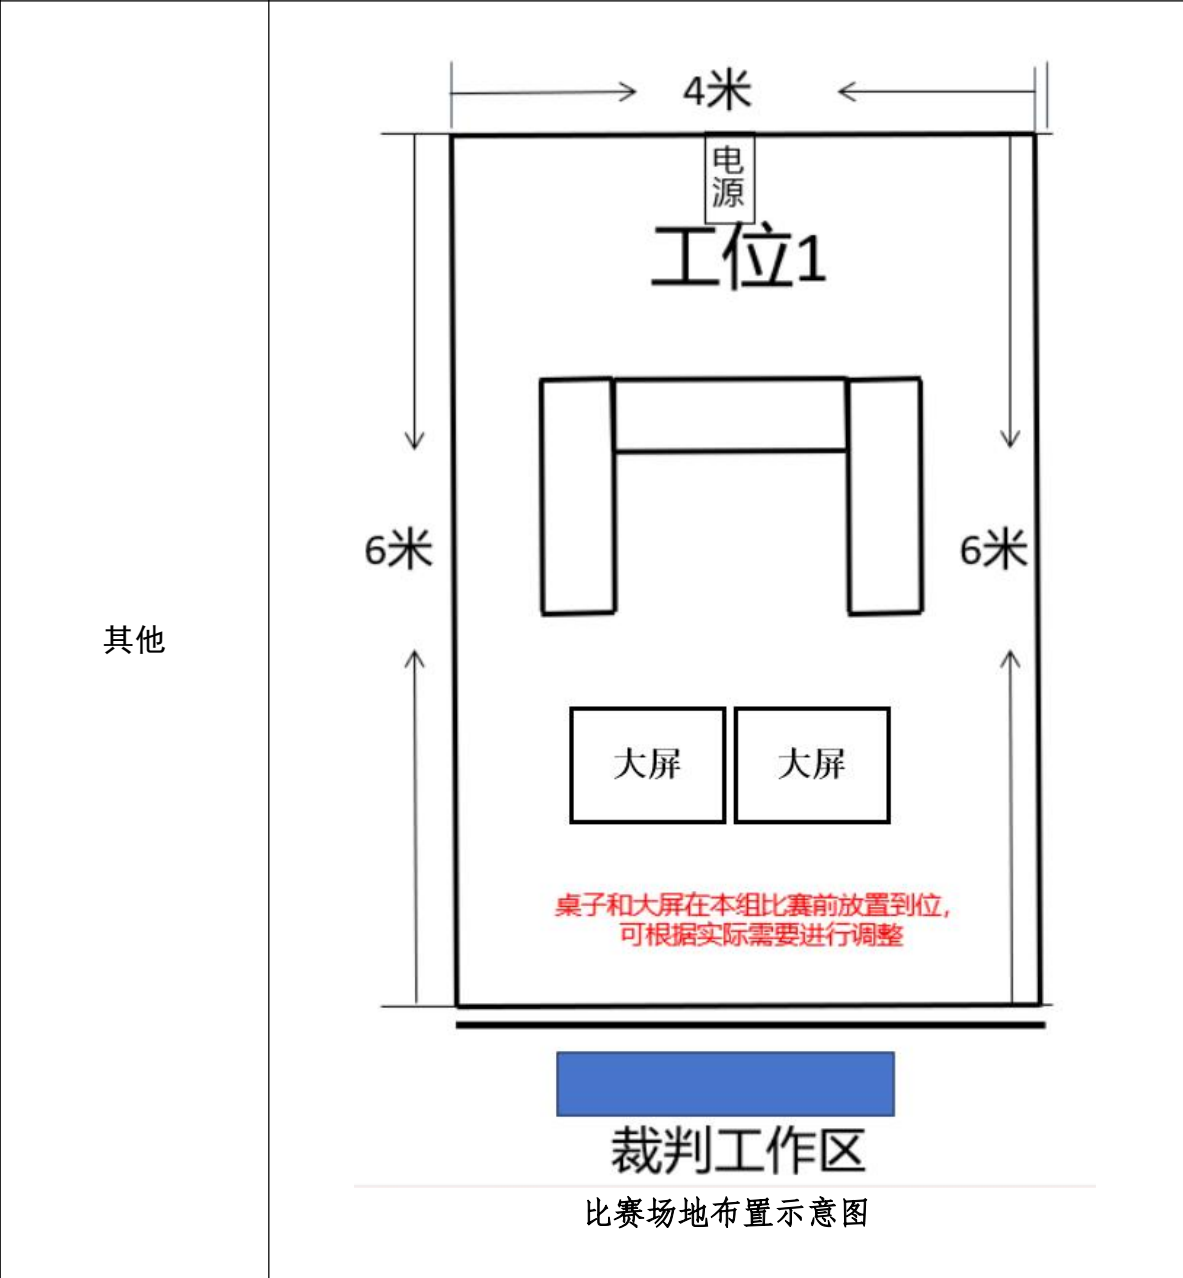 4米
电
源
工位1
6米
6米
其他
大屏
大屏
桌子和大屏在本组比赛前放置到位，
可根据实际需要进行调整
裁判工作区
比赛场地布置示意图